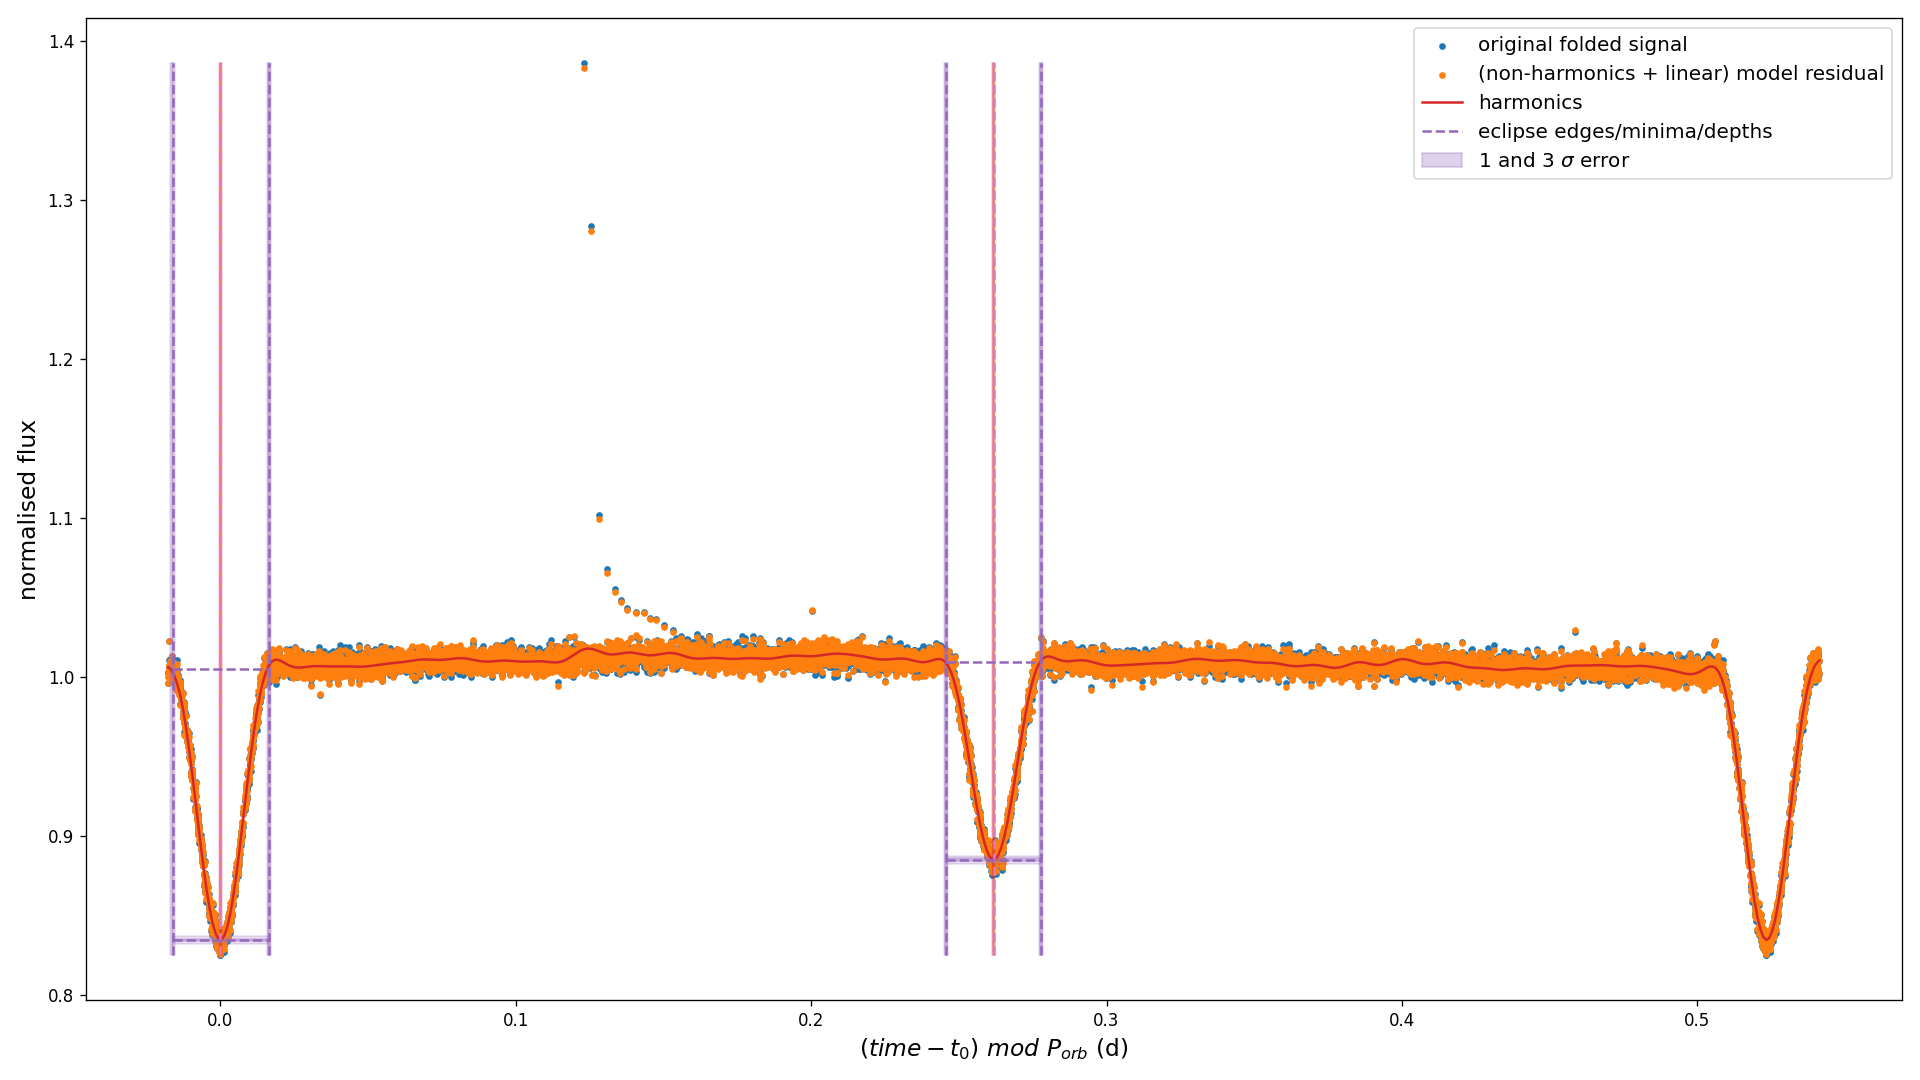 original folded signal
(non-harmonics + linear) model residual
harmonics
eclipse edges/minima/depths
1 and 3 σ error
normalised flux
1.4
1.3
1.2
1.1
1.0
0.9
0.8
0.0 0.1 0.2 0.3 0.4 0.5
(time − t₀) mod P_orb (d)